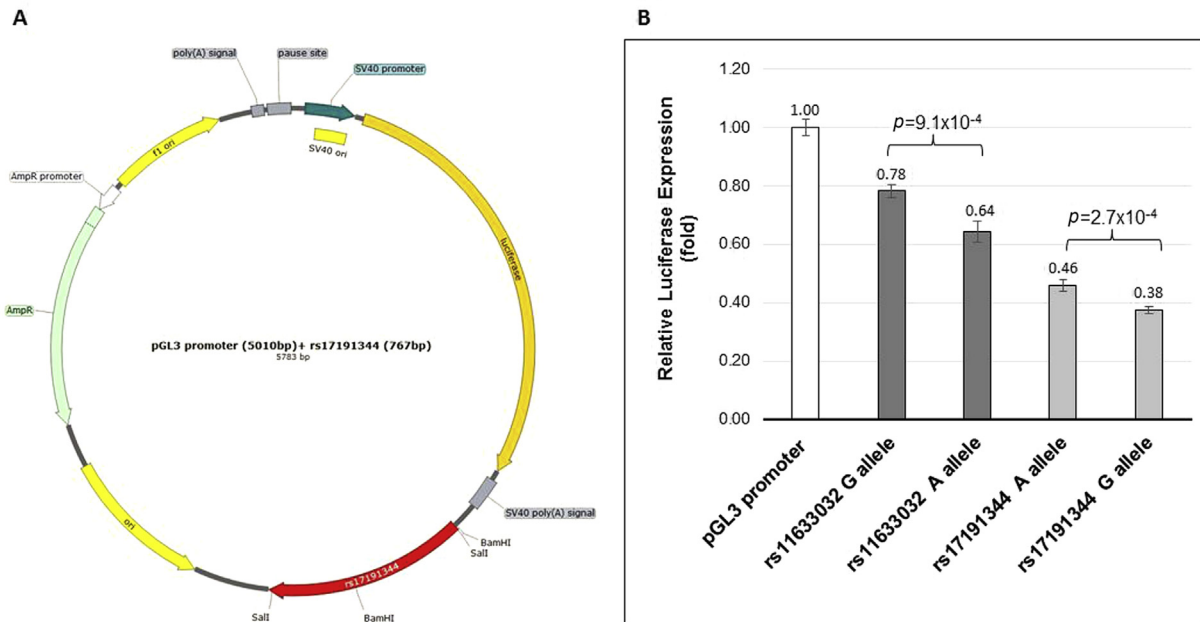 A
poly(A) signal
pause site
SV40 promoter
SV40 ori
f1 ori
AmpR promoter
AmpR
luciferase
pGL3 promoter (5010bp)+ rs17191344 (767bp)
5783 bp
SV40 poly(A) signal
BamHI
SalI
rs17191344
ori
SalI
BamHI
B
Relative Luciferase Expression
(fold)
1.20
1.00
0.80
0.60
0.40
0.20
0.00
1.00
0.78
0.64
0.46
0.38
p=9.1x10-4
p=2.7x10-4
pGL3 promoter
rs11633032 G allele
rs11633032 A allele
rs17191344 A allele
rs17191344 G allele